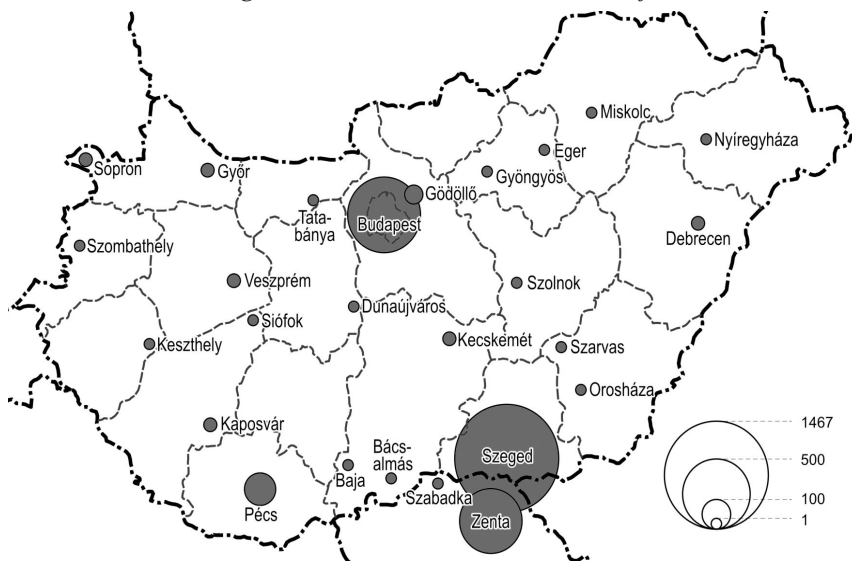 Miskolc
Nyíregyháza
Eger
Sopron
Győr
Gyöngyös
Gödöllő
Tata-
bánya
Budapest
Debrecen
Szombathely
Veszprém
Szolnok
Dunaújváros
Siófok
Kecskemét
Keszthely
Szarvas
Orosháza
Kaposvár
1467
Bács-
almás
Szeged
500
Baja
Szabadka
100
Pécs
Zenta
1